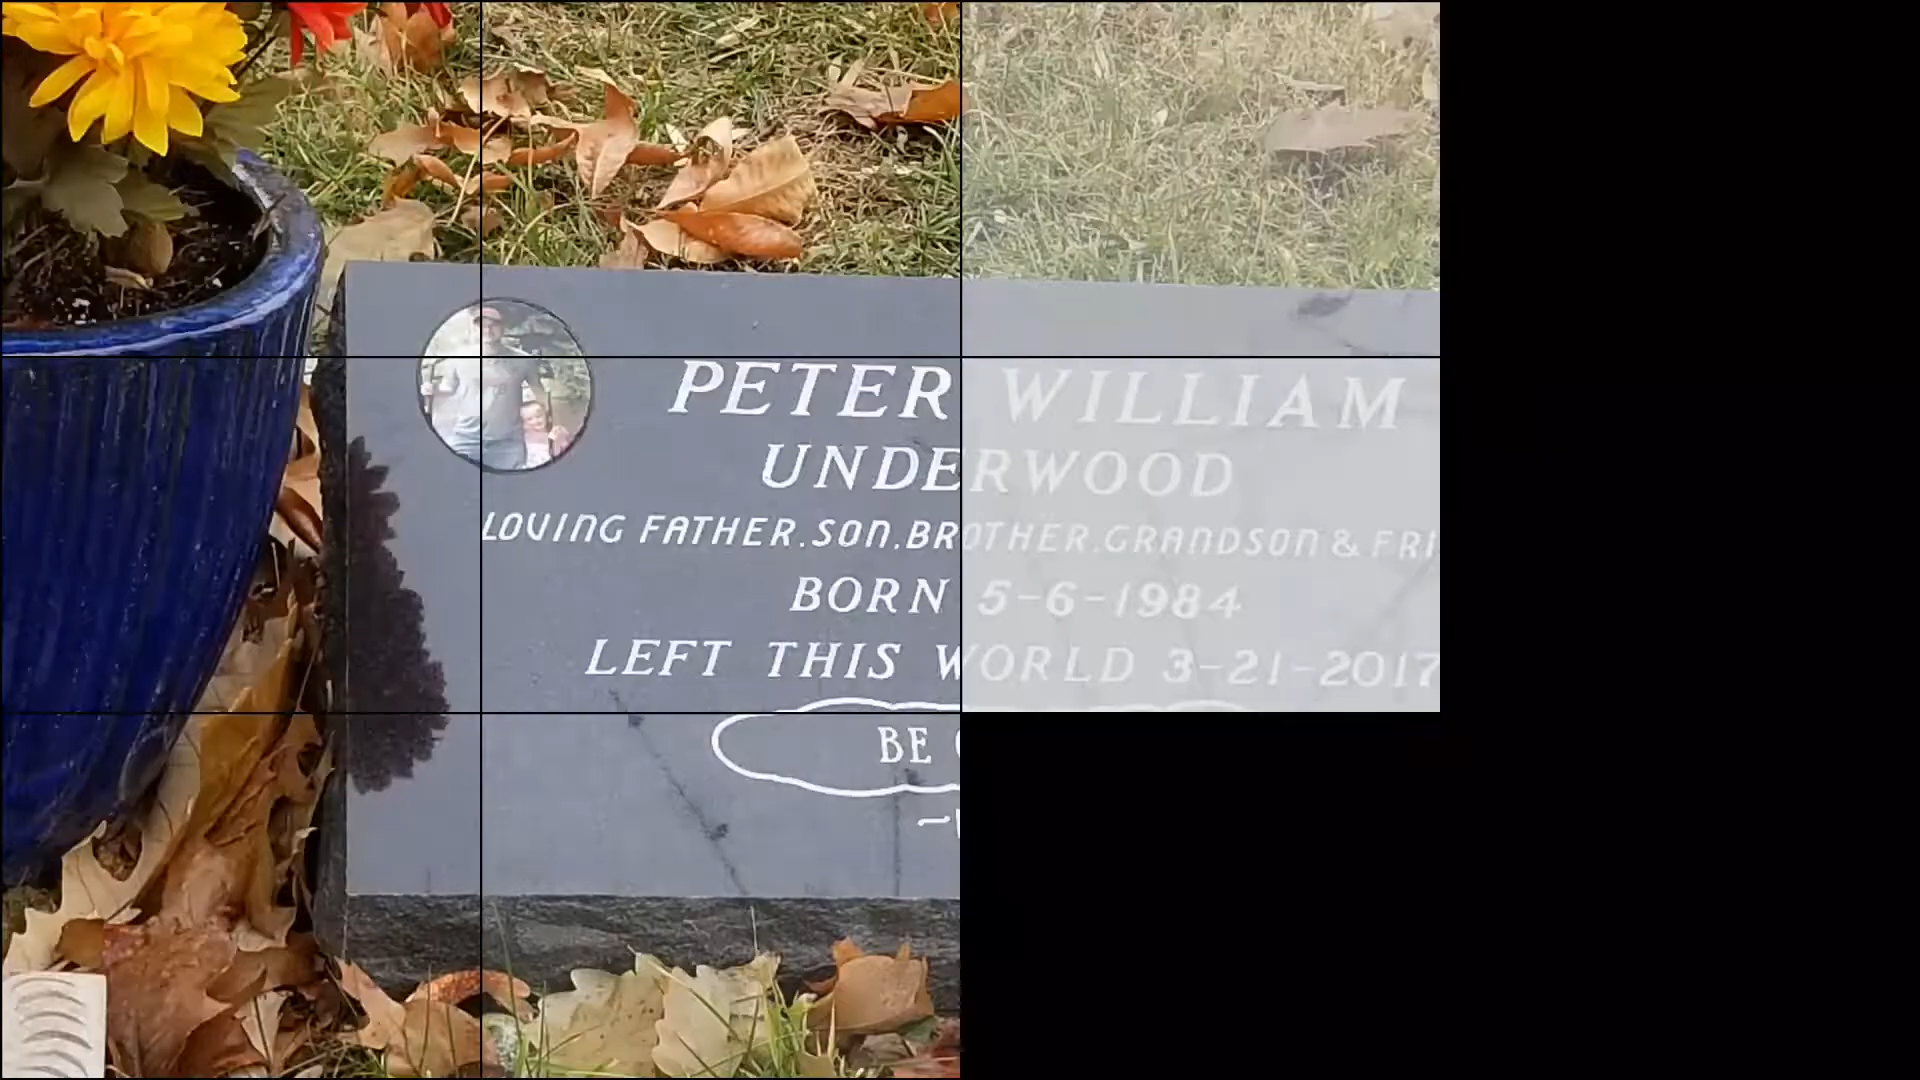 PETER WILLIAM
UNDERWOOD
LOVING FATHER.SON.BROTHER.GRANDSON & FRI
BORN 5-6-1984
LEFT THIS WORLD 3-21-2017
BE